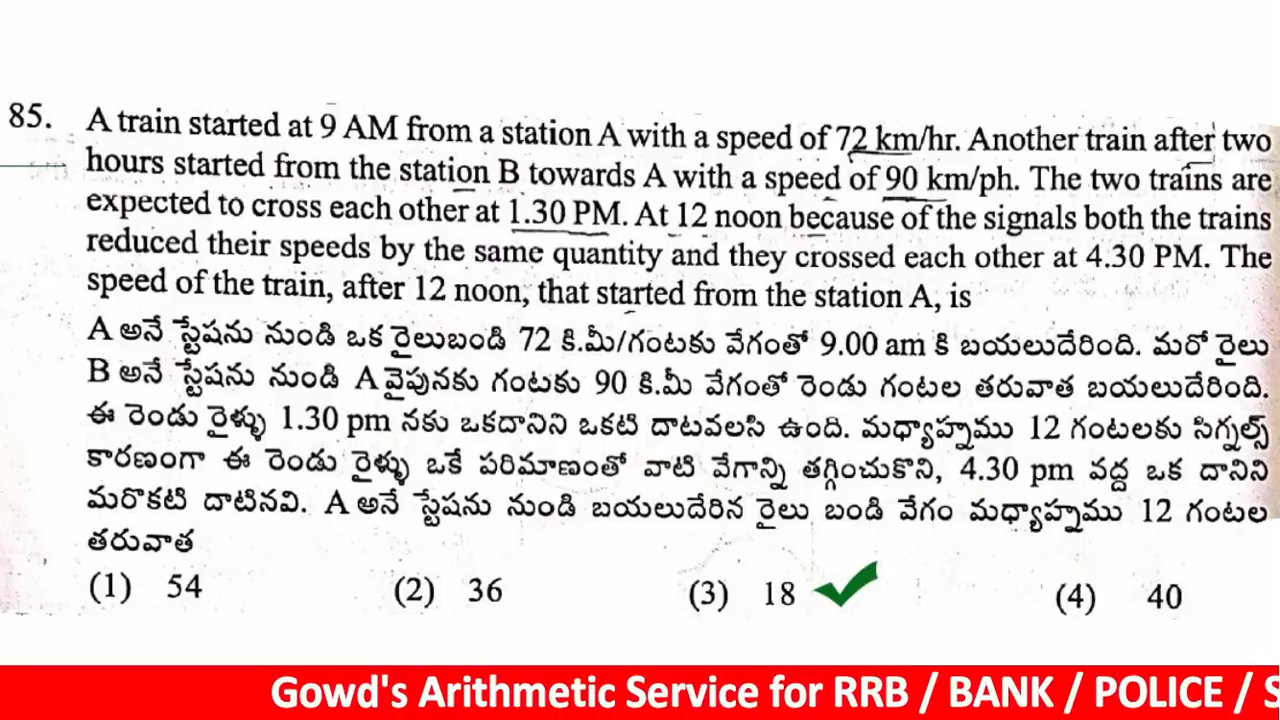 85. A train started at 9 AM from a station A with a speed of 72 km/hr. Another train after two
hours started from the station B towards A with a speed of 90 km/ph. The two trains are
expected to cross each other at 1.30 PM. At 12 noon because of the signals both the trains
reduced their speeds by the same quantity and they crossed each other at 4.30 PM. The
speed of the train, after 12 noon, that started from the station A, is
A అనే స్టేషను నుండి ఒక రైలుబండి 72 కి.మీ/గంటకు వేగంతో 9.00 am కి బయలుదేరింది. మరో రైలు
B అనే స్టేషను నుండి A వైపునకు గంటకు 90 కి.మీ వేగంతో రెండు గంటల తరువాత బయలుదేరింది.
ఈ రెండు రైళ్ళు 1.30 pm నకు ఒకదానిని ఒకటి దాటవలసి ఉంది. మధ్యాహ్నము 12 గంటలకు సిగ్నల్స్
కారణంగా ఈ రెండు రైళ్ళు ఒకే పరిమాణంతో వాటి వేగాన్ని తగ్గించుకొని, 4.30 pm వద్ద ఒక దానిని
మరొకటి దాటినవి. A అనే స్టేషను నుండి బయలుదేరిన రైలు బండి వేగం మధ్యాహ్నము 12 గంటల
తరువాత
(1) 54 (2) 36 (3) 18 (4) 40
Gowd's Arithmetic Service for RRB / BANK / POLICE / S